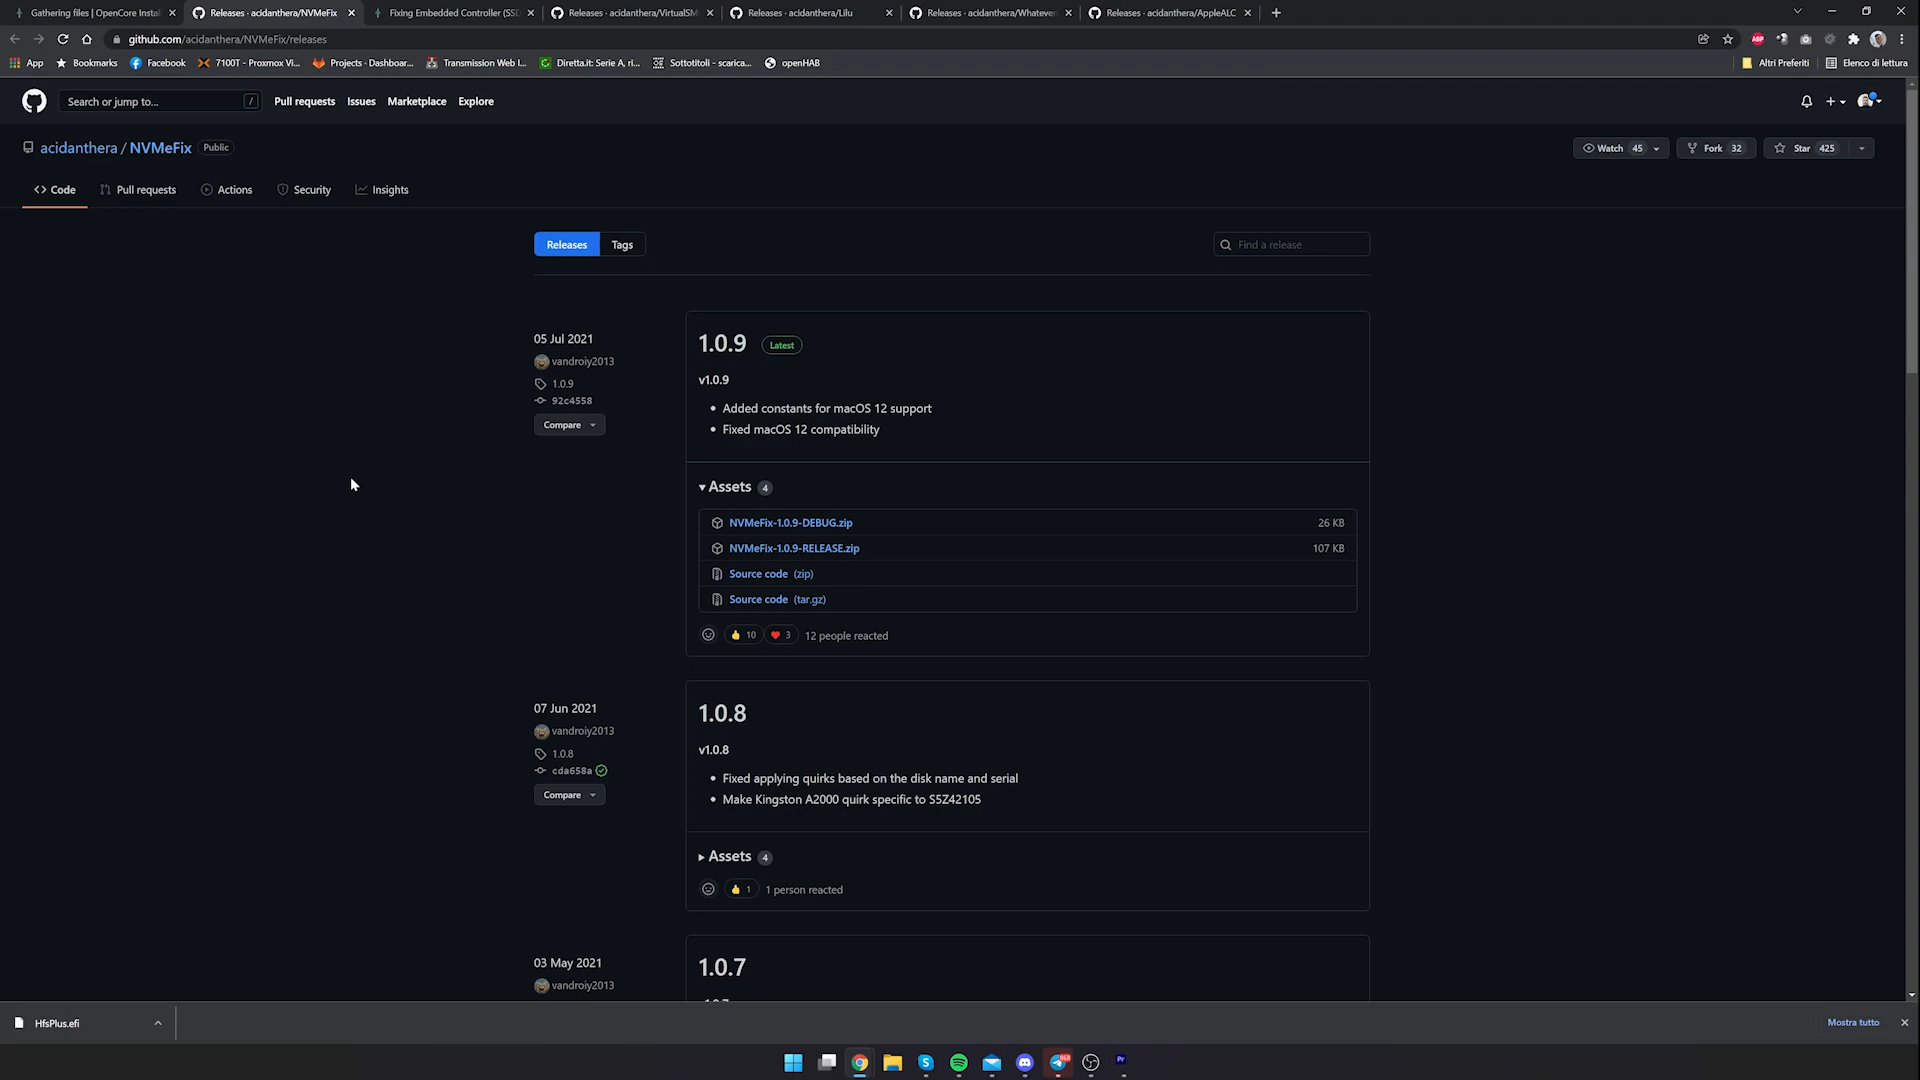 Gathering files | OpenCore Instal
Releases · acidanthera/NVMeFix
Fixing Embedded Controller (SSD
Releases · acidanthera/VirtualSM
Releases · acidanthera/Lilu
Releases · acidanthera/Whatever
Releases · acidanthera/AppleALC
github.com/acidanthera/NVMeFix/releases
ABP
App
Bookmarks
Facebook
7100T - Proxmox Vi...
Projects · Dashboar...
Transmission Web I...
Diretta.it: Serie A, ri...
Sottotitoli - scarica...
openHAB
Altri Preferiti
Elenco di lettura
Search or jump to...
/
Pull requests
Issues
Marketplace
Explore
acidanthera / NVMeFix
Public
Watch 45
Fork 32
Star 425
Code
Pull requests
Actions
Security
Insights
Releases
Tags
Find a release
05 Jul 2021
vandroiy2013
1.0.9
92c4558
Compare
1.0.9
Latest
v1.0.9
• Added constants for macOS 12 support
• Fixed macOS 12 compatibility
Assets 4
NVMeFix-1.0.9-DEBUG.zip
26 KB
NVMeFix-1.0.9-RELEASE.zip
107 KB
Source code (zip)
Source code (tar.gz)
10
3
12 people reacted
07 Jun 2021
vandroiy2013
1.0.8
cda658a
Compare
1.0.8
v1.0.8
• Fixed applying quirks based on the disk name and serial
• Make Kingston A2000 quirk specific to S5Z42105
Assets 4
1
1 person reacted
03 May 2021
vandroiy2013
1.0.7
HfsPlus.efi
Mostra tutto
Pr